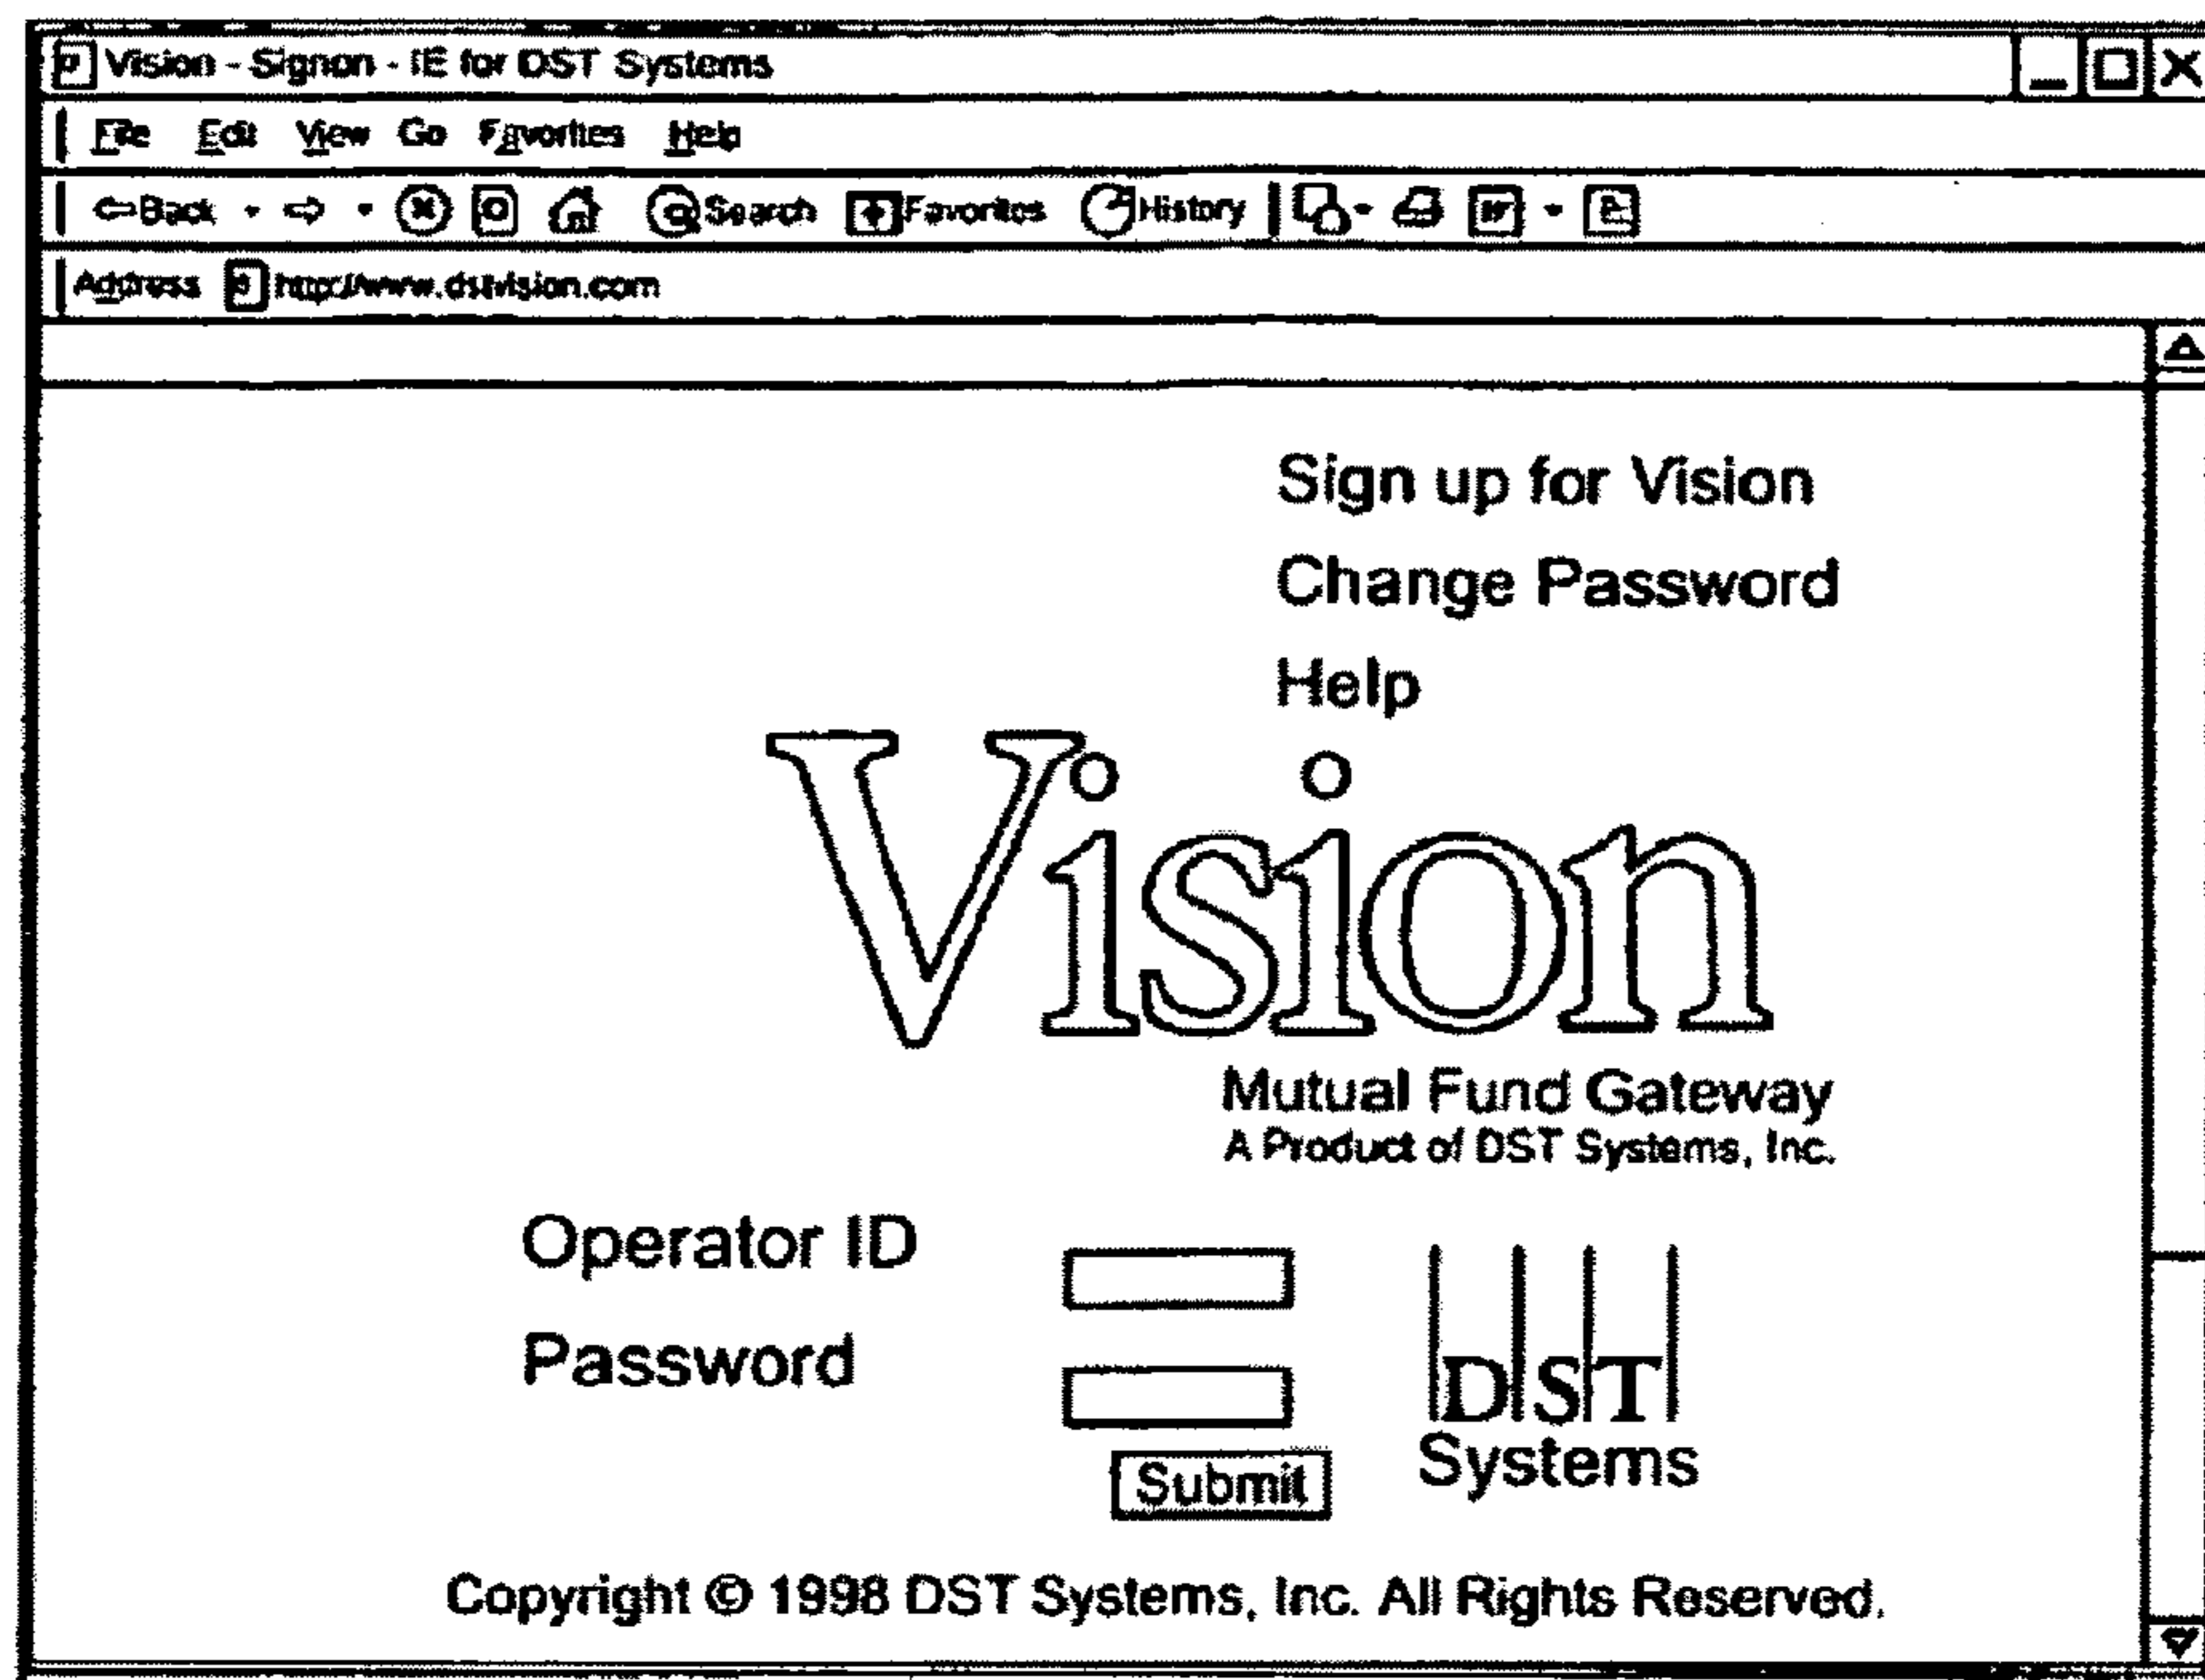 Vision - Signon - IE for DST Systems
File Edit View Go Favorites Help
Back Search Favorites History
Address http://www.dstvision.com
Sign up for Vision
Change Password
Help
Vision
Mutual Fund Gateway
A Product of DST Systems, Inc.
Operator ID
Password
DST
Systems
Submit
Copyright © 1998 DST Systems, Inc. All Rights Reserved.